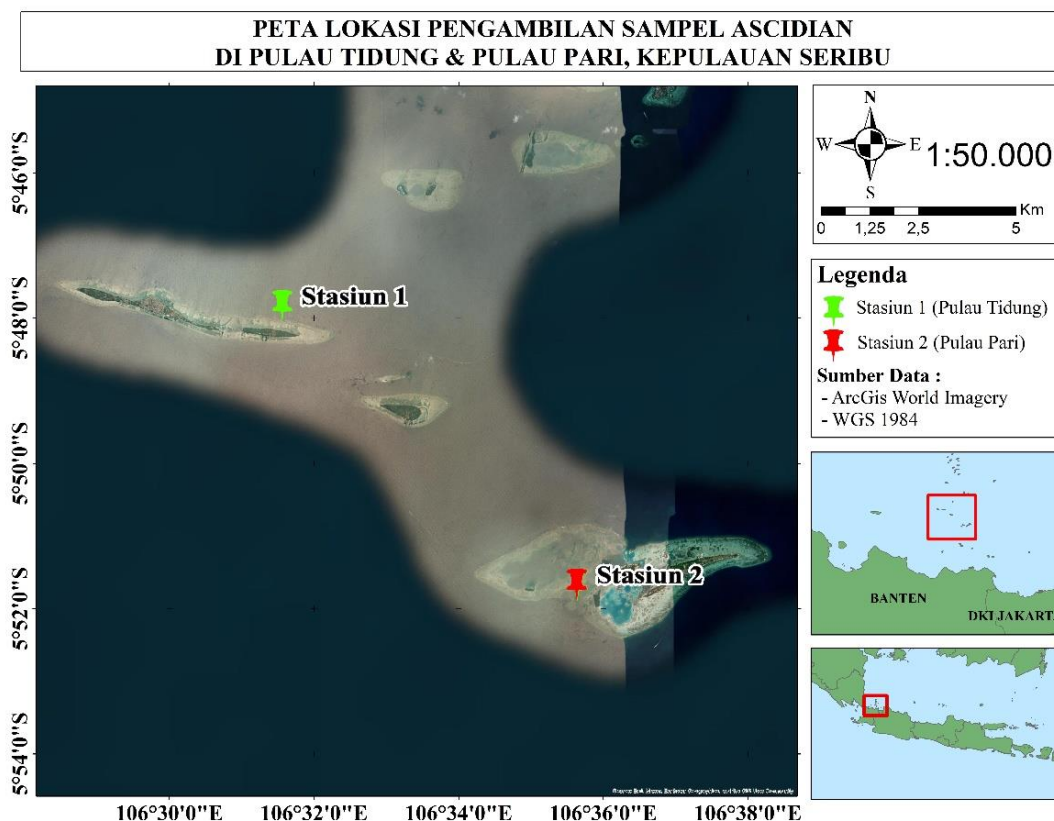 PETA LOKASI PENGAMBILAN SAMPEL ASCIDIAN
DI PULAU TIDUNG & PULAU PARI, KEPULAUAN SERIBU
5°46'0"S
5°48'0"S
5°50'0"S
5°52'0"S
5°54'0"S
Stasiun 1
Stasiun 2
106°30'0"E
106°32'0"E
106°34'0"E
106°36'0"E
106°38'0"E
N
W E
S
1:50.000
Km
0 1,25 2,5 5
Legenda
Stasiun 1 (Pulau Tidung)
Stasiun 2 (Pulau Pari)
Sumber Data :
- ArcGis World Imagery
- WGS 1984
BANTEN
DKI JAKARTA